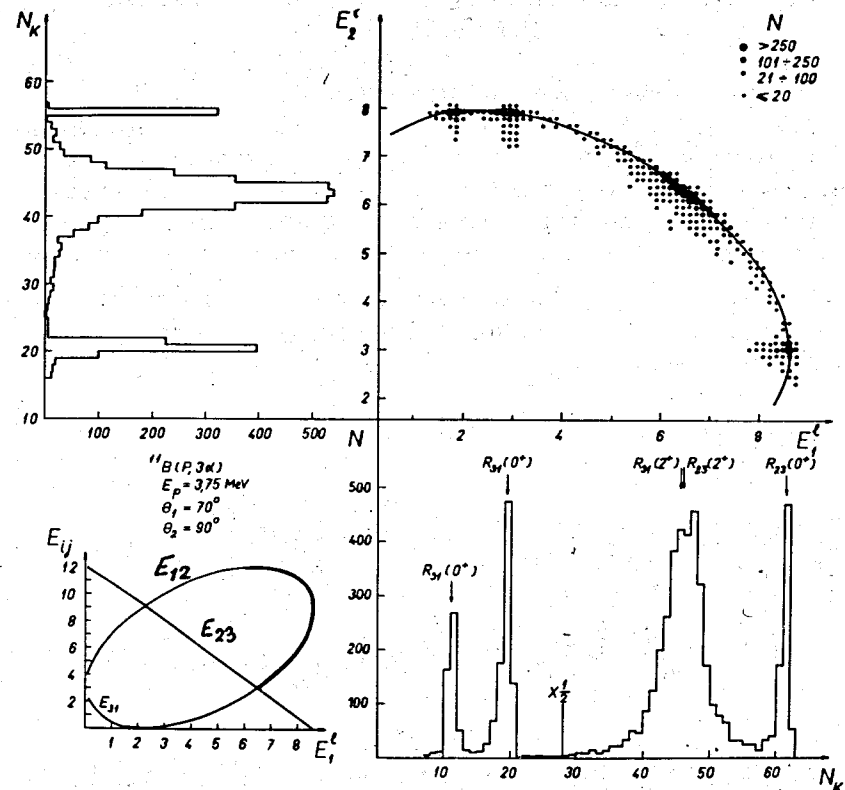 N_K
60
50
40
30
20
10
100 200 300 400 500
N
E_2^c
8
7
6
5
4
3
2
2 4 6 8
E_1^l
N
>250
101÷250
21÷100
≤20
¹¹B(P,3α)
E_P=3,75 MeV
θ_1=70°
θ_2=90°
E_ij
12
10
8
6
4
2
E_12
E_23
E_31
1 2 3 4 5 6 7 8
E_1^l
500
400
300
200
100
R_31(0⁺)
R_31(0⁺)
R_31(2⁺) R_23(2⁺)
R_23(0⁺)
X 1/2
10 20 30 40 50 60
N_K